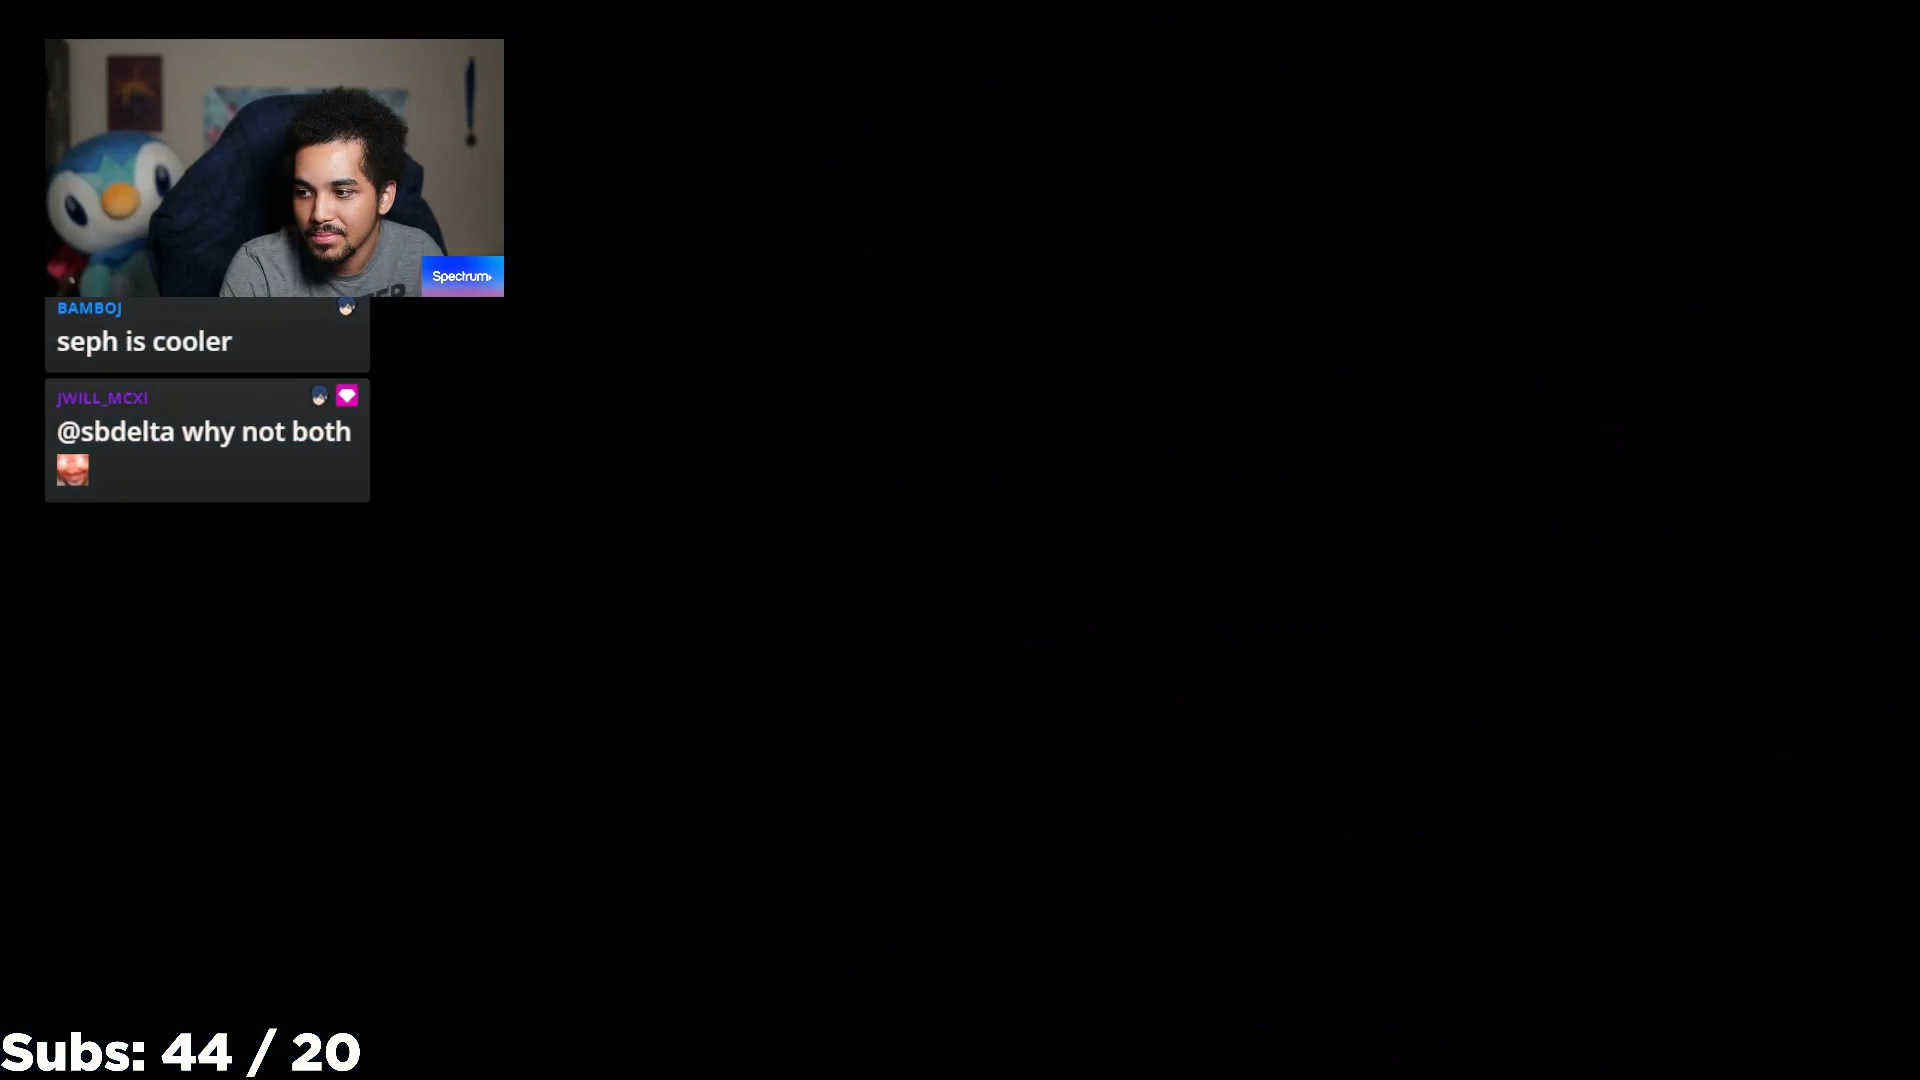 Spectrum
BAMBOJ
seph is cooler
JWILL_MCXI
@sbdelta why not both
Subs: 44 / 20